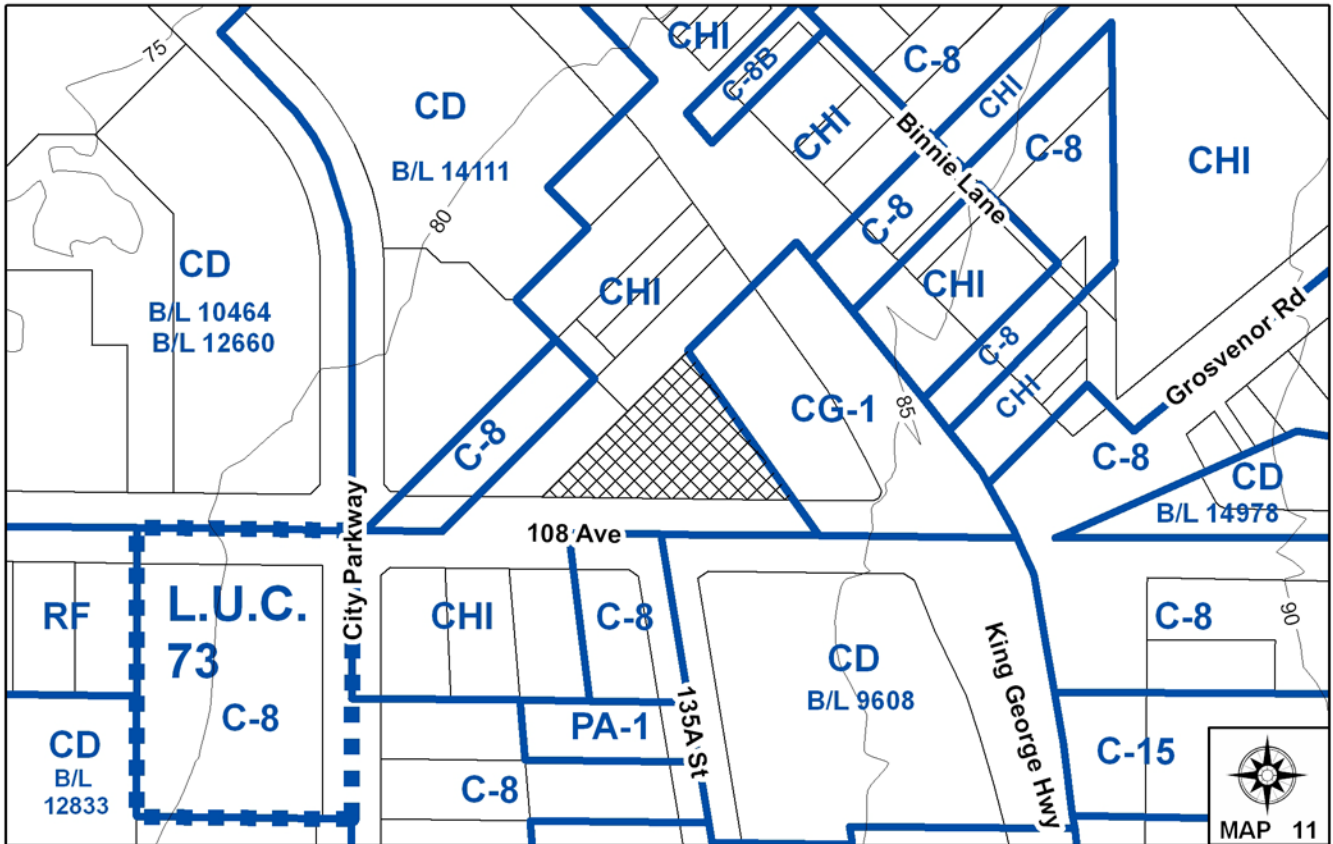 CHI
75
C-8
C-8B
CHI
CD
B/L 14111
CHI
Binnie Lane
C-8
CHI
80
C-8
CD
B/L 10464
B/L 12660
CHI
CHI
Grosvenor Rd
C-8
CHI
85
CG-1
C-8
C-8
CD
B/L 14978
City Parkway
108 Ave
RF
L.U.C.
73
C-8
CHI
C-8
CD
B/L 9608
King George Hwy
C-8
90
PA-1
135A St
CD
B/L
12833
C-8
C-15
MAP 11